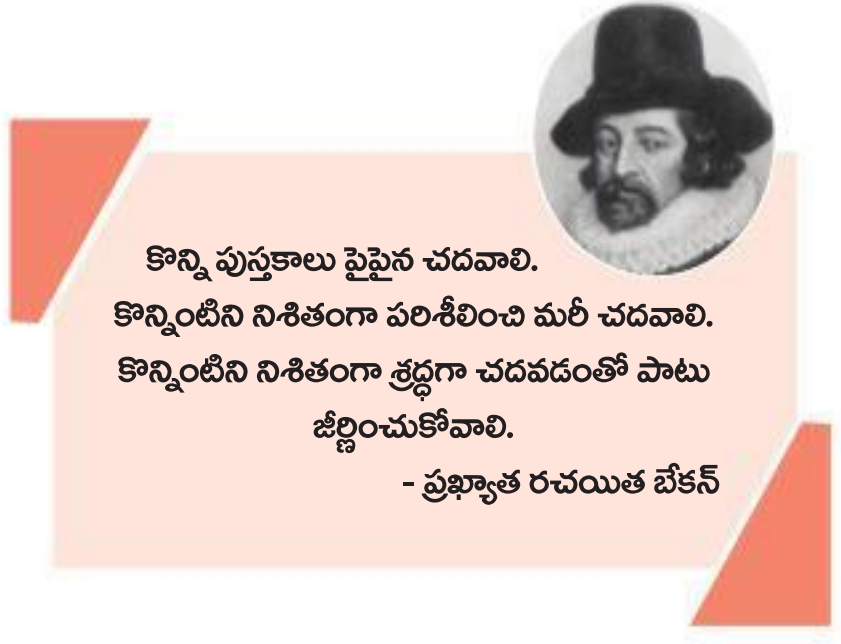 కొన్ని పుస్తకాలు పైపైన చదవాలి.
కొన్నింటిని నిశితంగా పరిశీలించి మరీ చదవాలి.
కొన్నింటిని నిశితంగా శ్రద్ధగా చదవడంతో పాటు
జీర్ణించుకోవాలి.
- ప్రఖ్యాత రచయిత బేకన్